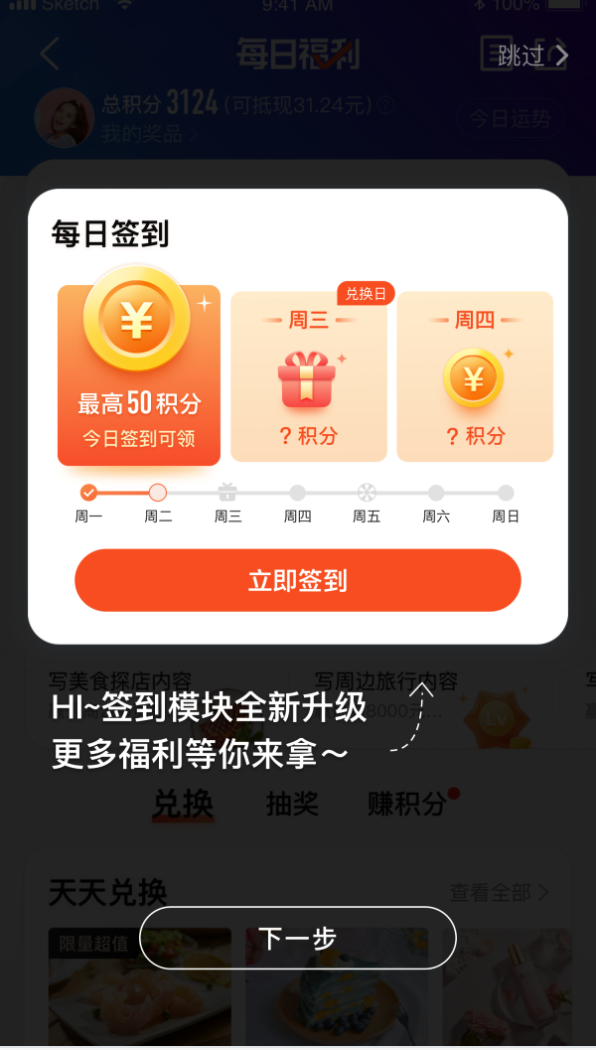 Sketch
9:41 AM
100%
每日福利
跳过
总积分 3124 (可抵现31.24元)
我的奖品
今日运势
每日签到
兑换日
最高50积分
今日签到可领
周三
? 积分
周四
? 积分
周一 周二 周三 周四 周五 周六 周日
立即签到
写美食探店内容
写周边旅行内容
HI~签到模块全新升级
更多福利等你来拿～
兑换 抽奖 赚积分
天天兑换
查看全部
限量超值
下一步